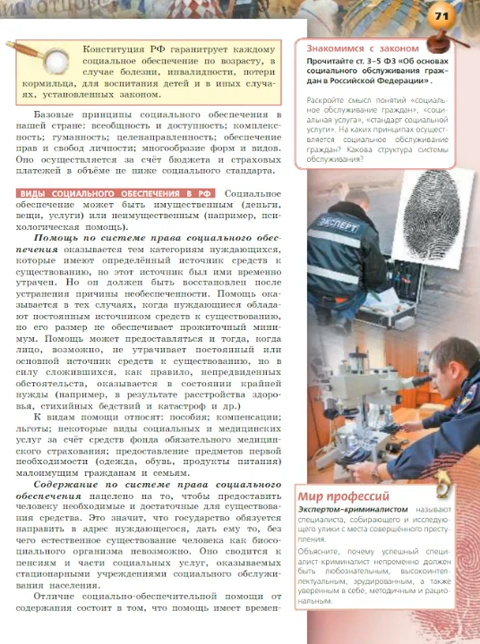 71
Конституция РФ гаранитрует каждому
социальное обеспечение по возрасту, в
случае болезни, инвалидности, потери
кормильца, для воспитания детей и в иных случа-
ях, установленных законом.
Базовые принципы социального обеспечения в
нашей стране: всеобщность и доступность; комплекс-
ность; гуманность; целенаправленность; обеспечение
прав и свобод личности; многообразие форм и видов.
Оно осуществляется за счёт бюджета и страховых
платежей в объёме не ниже социального стандарта.
ВИДЫ СОЦИАЛЬНОГО ОБЕСПЕЧЕНИЯ В РФ Социальное
обеспечение может быть имущественным (деньги,
вещи, услуги) или неимущественным (например, пси-
хологическая помощь).
Помощь по системе права социального обес-
печения оказывается тем категориям нуждающихся,
которые имеют определённый источник средств к
существованию, но этот источник был ими временно
утрачен. Но он должен быть восстановлен после
устранения причины необеспеченности. Помощь ока-
зывается в тех случаях, когда нуждающиеся облада-
ют постоянным источником средств к существованию,
но его размер не обеспечивает прожиточный мини-
мум. Помощь может предоставляться и тогда, когда
лицо, возможно, не утрачивает постоянный или
основной источник средств к существованию, но в
силу сложившихся, как правило, непредвиденных
обстоятельств, оказывается в состоянии крайней
нужды (например, в результате расстройства здоро-
вья, стихийных бедствий и катастроф и др.)
К видам помощи относят: пособия; компенсации;
льготы; некоторые виды социальных и медицинских
услуг за счёт средств фонда обязательного медицин-
ского страхования; предоставление предметов первой
необходимости (одежда, обувь, продукты питания)
малоимущим гражданам и семьям.
Содержание по системе права социального
обеспечения нацелено на то, чтобы предоставить
человеку необходимые и достаточные для существова-
ния средства. Это значит, что государство обязуется
направить в адрес нуждающегося, дать ему то, без
чего естественное существование человека как биосо-
циального организма невозможно. Оно сводится к
пенсиям и части социальных услуг, оказываемых
стационарными учреждениями социального обслужи-
вания населения.
Отличие социально-обеспечительной помощи от
содержания состоит в том, что помощь имеет времен-
Знакомимся с законом
Прочитайте ст. 3–5 ФЗ «Об основах
социального обслуживания граж-
дан в Российской Федерации» .
Раскройте смысл понятий «социаль-
ное обслуживание граждан», «соци-
альная услуга», «стандарт социальной
услуги». На каких принципах осущест-
вляется социальное обслуживание
граждан? Какова структура системы
обслуживания?
ЭКСПЕРТ
Мир профессий
Экспертом–криминалистом называют
специалиста, собирающего и исследую-
щего улики с места совершённого престу-
пления.
Объясните, почему успешный специ-
алист-криминалист непременно должен
быть любознательным, высокоинтел-
лектуальным, эрудированным, а также
уверенным в себе, методичным и рацио-
нальным.